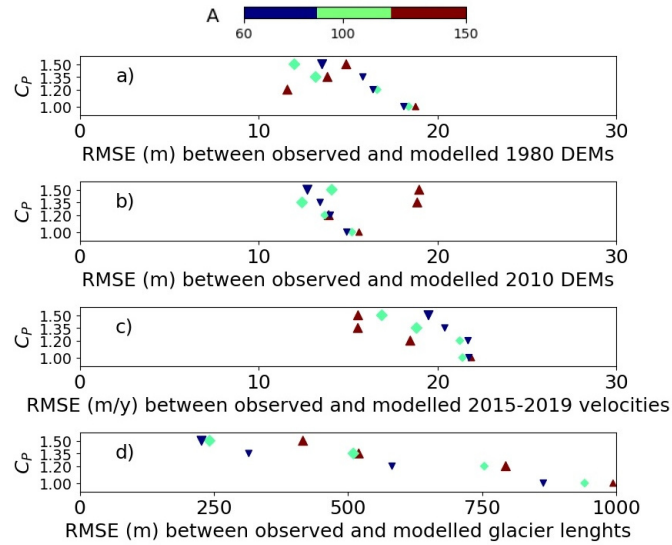 A
60 100 150
a)
C_P
1.50
1.35
1.20
1.00
0 10 20 30
RMSE (m) between observed and modelled 1980 DEMs
b)
C_P
1.50
1.35
1.20
1.00
0 10 20 30
RMSE (m) between observed and modelled 2010 DEMs
c)
C_P
1.50
1.35
1.20
1.00
0 10 20 30
RMSE (m/y) between observed and modelled 2015-2019 velocities
d)
C_P
1.50
1.35
1.20
1.00
0 250 500 750 1000
RMSE (m) between observed and modelled glacier lenghts